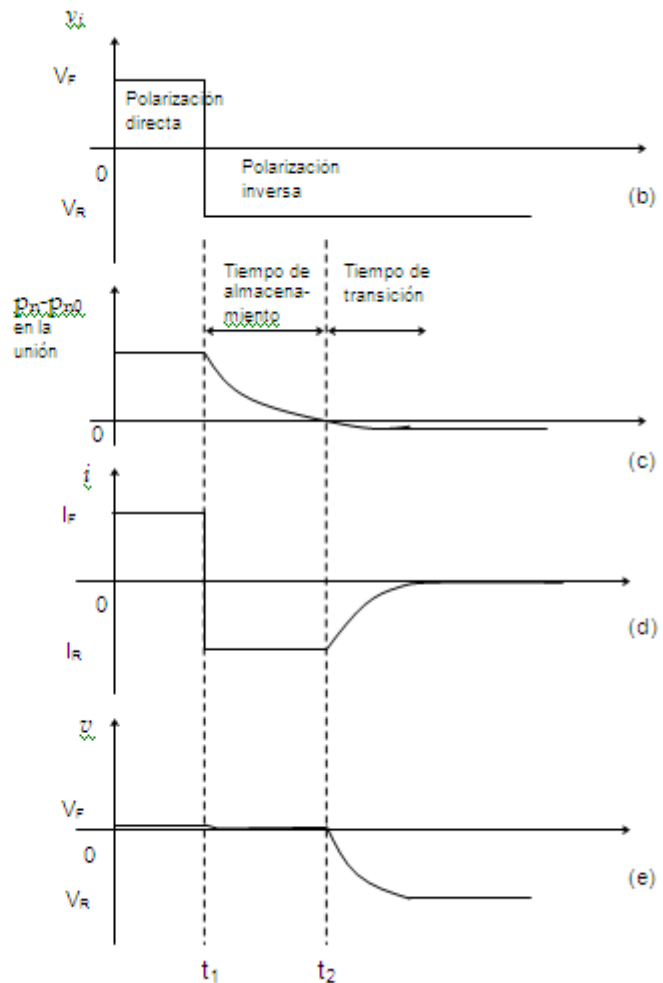 vi
VF
Polarización
directa
0
Polarización
inversa
VR
(b)
Tiempo de
almacena-
miento
Tiempo de
transición
pn-pn0
en la
unión
0
(c)
i
IF
0
(d)
IR
v
VF
0
(e)
VR
t1
t2